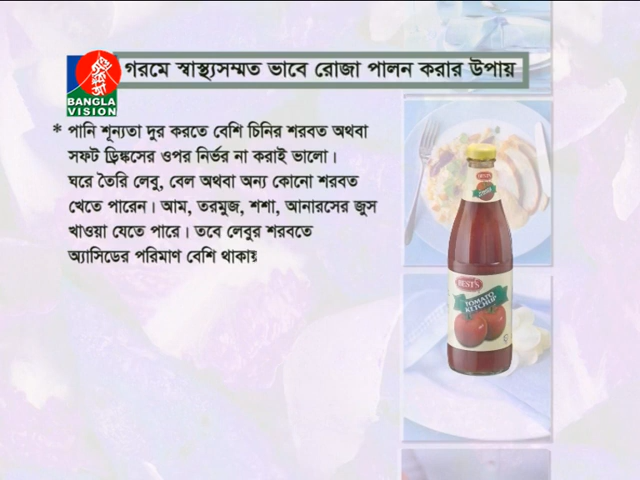 গরমে স্বাস্থ্যসম্মত ভাবে রোজা পালন করার উপায়
BANGLA
VISION
* পানি শূন্যতা দুর করতে বেশি চিনির শরবত অথবা
সফট ড্রিঙ্কসের ওপর নির্ভর না করাই ভালো।
ঘরে তৈরি লেবু, বেল অথবা অন্য কোনো শরবত
খেতে পারেন। আম, তরমুজ, শশা, আনারসের জুস
খাওয়া যেতে পারে। তবে লেবুর শরবতে
অ্যাসিডের পরিমাণ বেশি থাকায়
BEST'S
TOMATO
KETCHUP